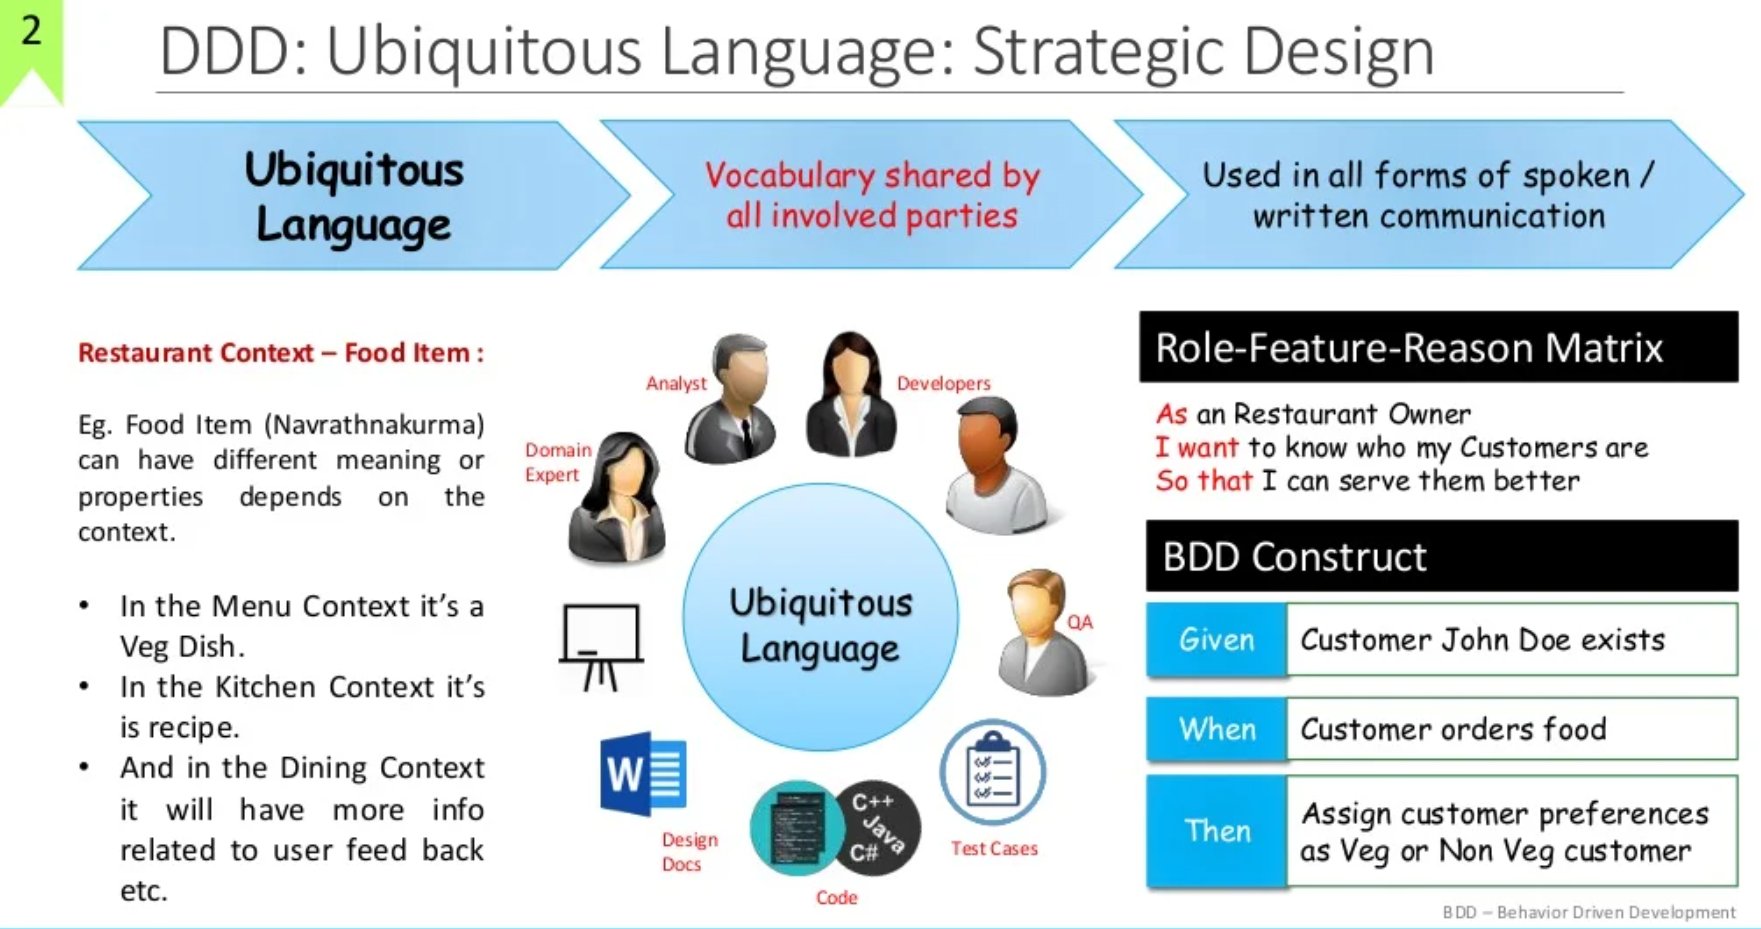 2
DDD: Ubiquitous Language: Strategic Design
Ubiquitous
Language
Vocabulary shared by
all involved parties
Used in all forms of spoken /
written communication
Restaurant Context – Food Item :
Eg. Food Item (Navrathnakurma)
can have different meaning or
properties depends on the
context.
• In the Menu Context it's a
Veg Dish.
• In the Kitchen Context it's
is recipe.
• And in the Dining Context
it will have more info
related to user feed back
etc.
Analyst
Developers
Domain
Expert
Ubiquitous
Language
QA
W
Design
Docs
C++
Java
C#
Code
Test Cases
Role-Feature-Reason Matrix
As an Restaurant Owner
I want to know who my Customers are
So that I can serve them better
BDD Construct
Given Customer John Doe exists
When Customer orders food
Then Assign customer preferences
as Veg or Non Veg customer
BDD – Behavior Driven Development